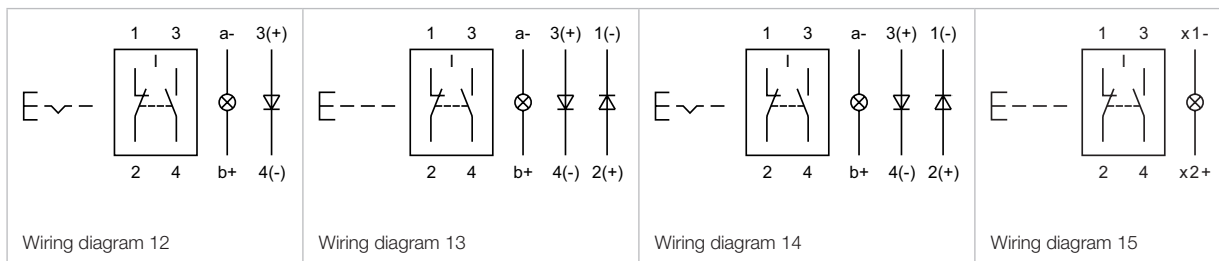 1 3 a- 3(+)
I
2 4 b+ 4(-)
Wiring diagram 12
1 3 a- 3(+) 1(-)
I
2 4 b+ 4(-) 2(+)
Wiring diagram 13
1 3 a- 3(+) 1(-)
I
2 4 b+ 4(-) 2(+)
Wiring diagram 14
1 3 x1-
I
2 4 x2+
Wiring diagram 15